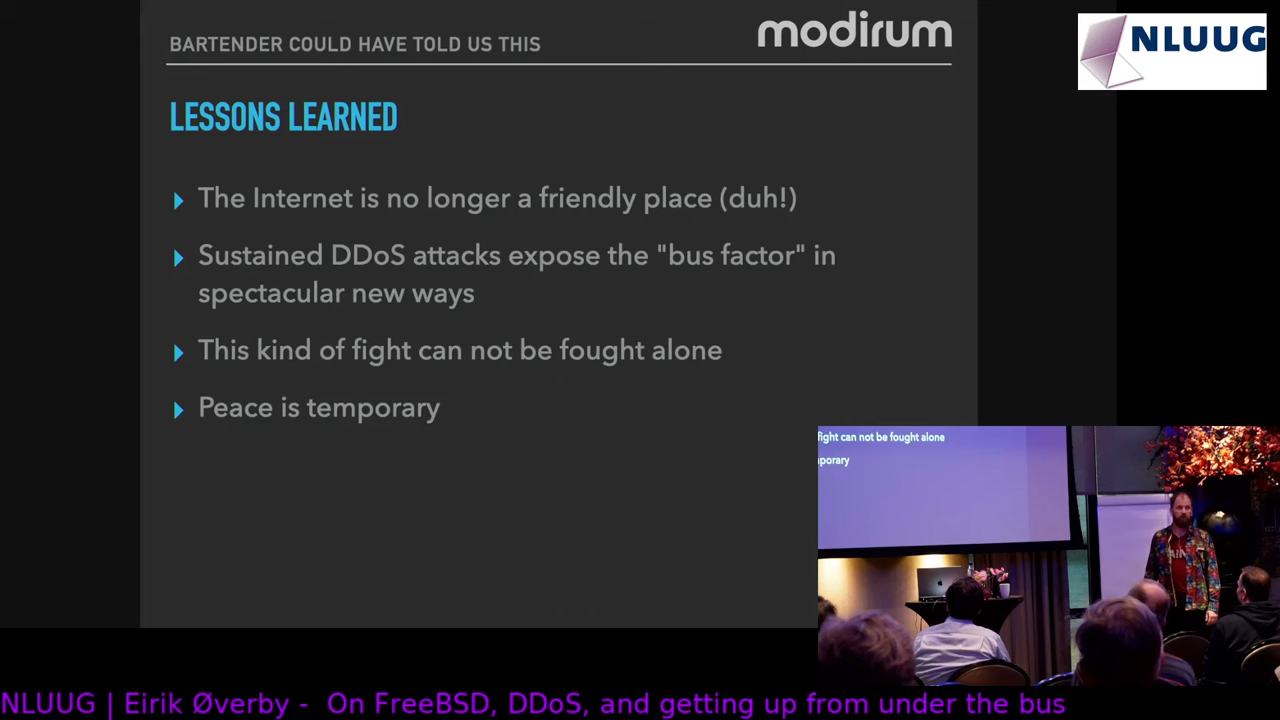 BARTENDER COULD HAVE TOLD US THIS
modirum
NLUUG
LESSONS LEARNED
The Internet is no longer a friendly place (duh!)
Sustained DDoS attacks expose the "bus factor" in
spectacular new ways
This kind of fight can not be fought alone
Peace is temporary
fight can not be fought alone
porary
NLUUG | Eirik Øverby - On FreeBSD, DDoS, and getting up from under the bus